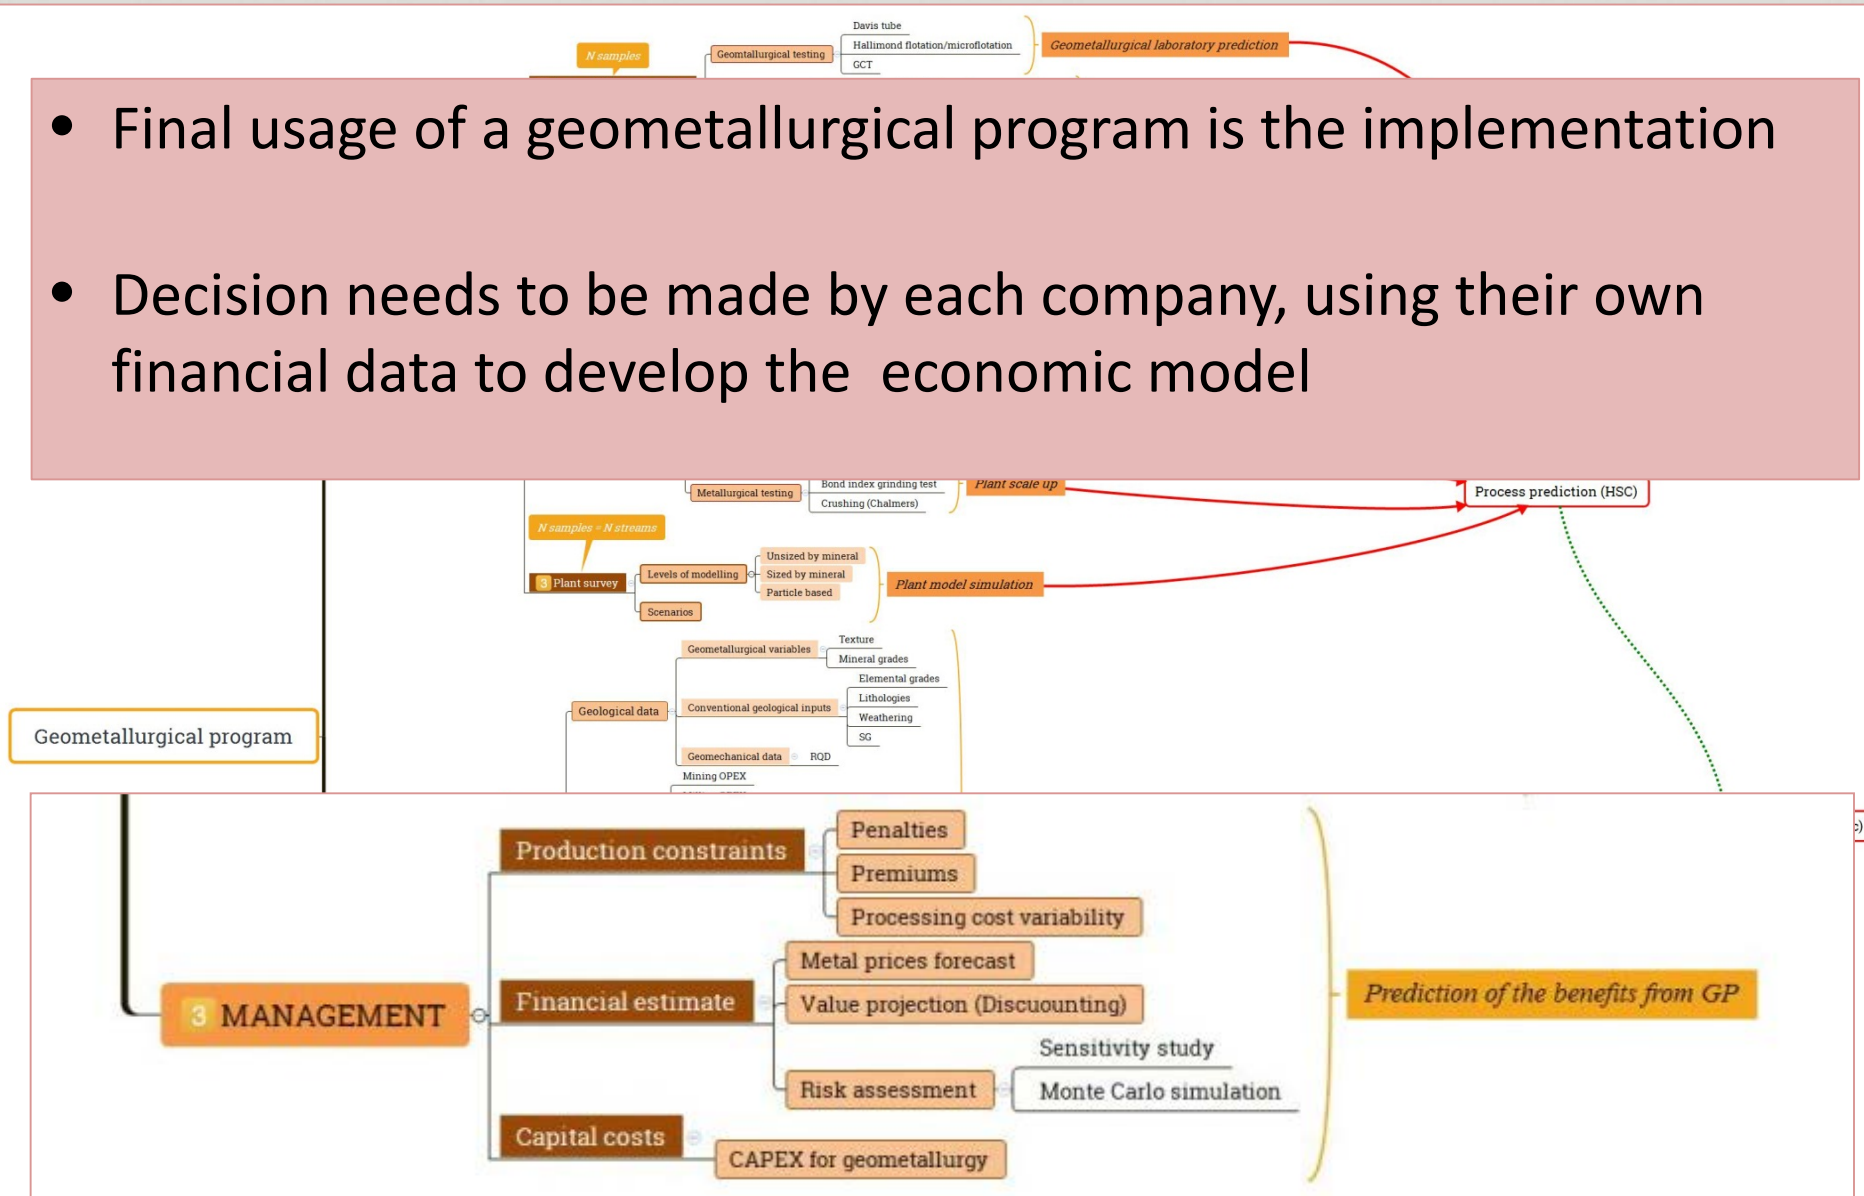 Davis tube
N samples
Geomtallurgical testing
Hallimond flotation/microflotation
Geometallurgical laboratory prediction
GCT
• Final usage of a geometallurgical program is the implementation
• Decision needs to be made by each company, using their own
financial data to develop the economic model
Metallurgical testing
Bond index grinding test
Crushing (Chalmers)
Plant scale up
Process prediction (HSC)
N samples = N streams
3 Plant survey
Levels of modelling
Unsized by mineral
Sized by mineral
Particle based
Scenarios
Plant model simulation
Geometallurgical program
Geological data
Geometallurgical variables
Texture
Mineral grades
Conventional geological inputs
Elemental grades
Lithologies
Weathering
SG
Geomechanical data
RQD
Mining OPEX
3 MANAGEMENT
Production constraints
Penalties
Premiums
Processing cost variability
Financial estimate
Metal prices forecast
Value projection (Discuounting)
Risk assessment
Sensitivity study
Monte Carlo simulation
Capital costs
CAPEX for geometallurgy
Prediction of the benefits from GP